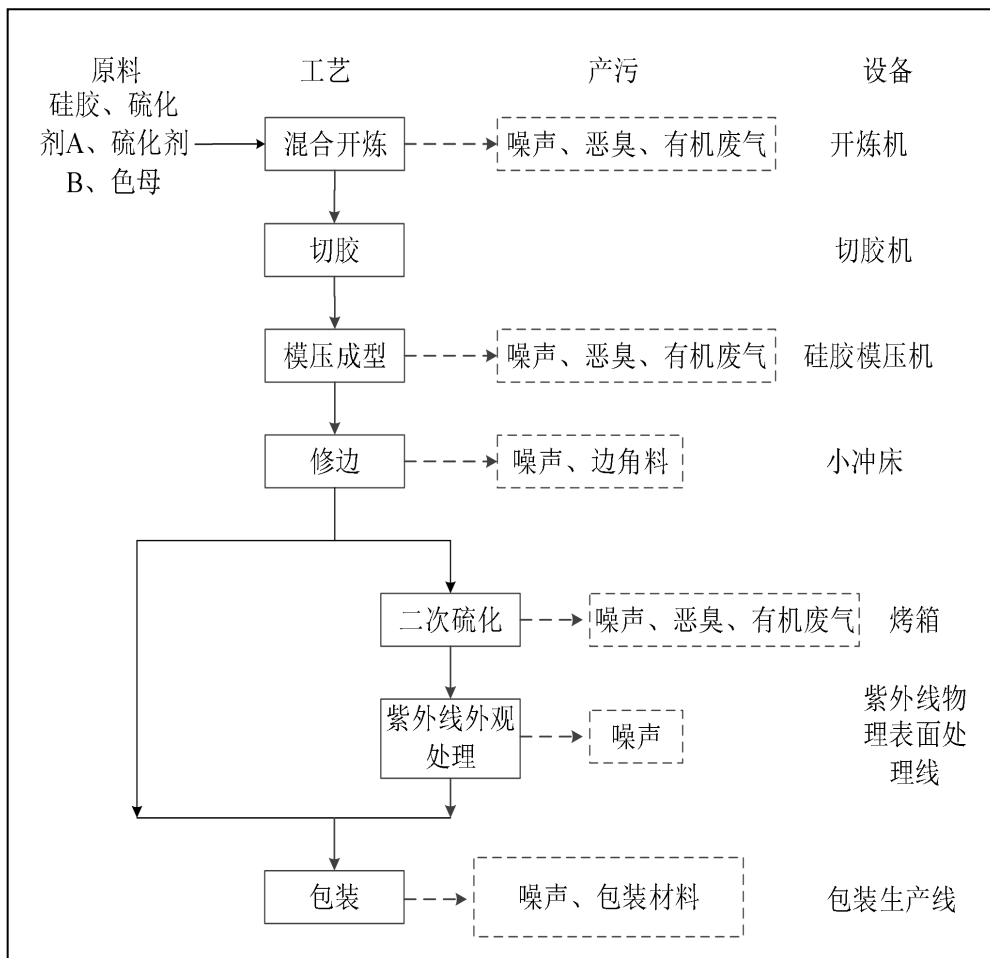 原料
工艺
产污
设备
硅胶、硫化
剂A、硫化剂
B、色母
混合开炼
噪声、恶臭、有机废气
开炼机
切胶
切胶机
模压成型
噪声、恶臭、有机废气
硅胶模压机
修边
噪声、边角料
小冲床
二次硫化
噪声、恶臭、有机废气
烤箱
紫外线外观
处理
噪声
紫外线物
理表面处
理线
包装
噪声、包装材料
包装生产线